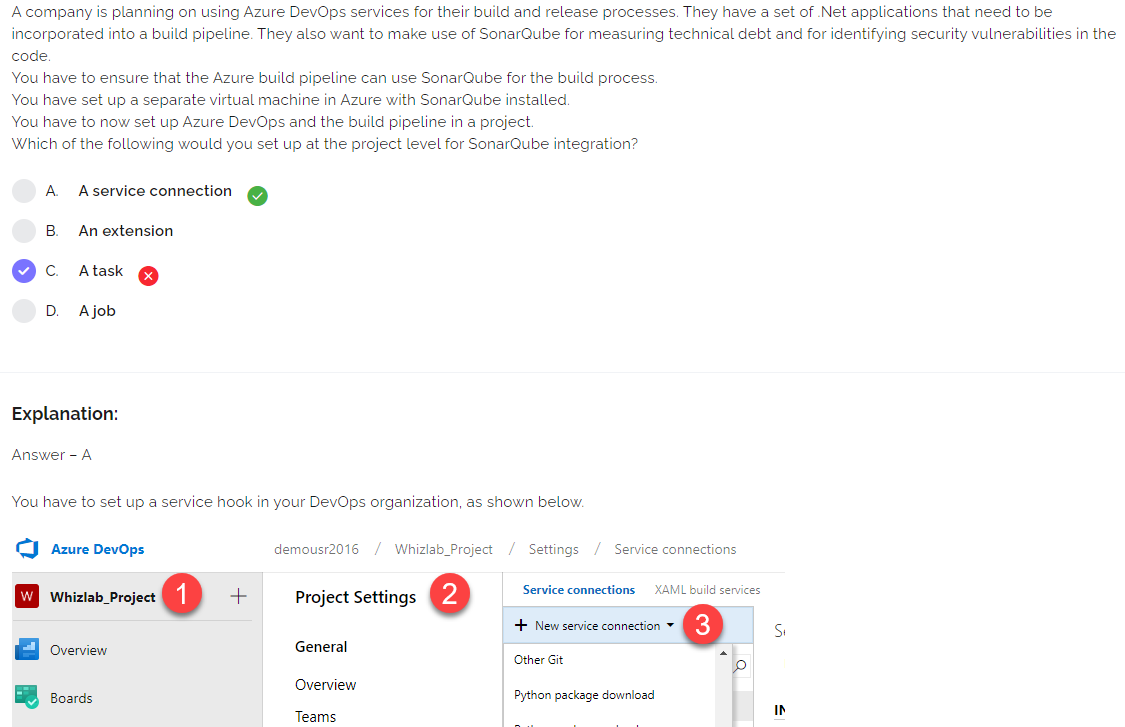 A company is planning on using Azure DevOps services for their build and release processes. They have a set of .Net applications that need to be
incorporated into a build pipeline. They also want to make use of SonarQube for measuring technical debt and for identifying security vulnerabilities in the
code.
You have to ensure that the Azure build pipeline can use SonarQube for the build process.
You have set up a separate virtual machine in Azure with SonarQube installed.
You have to now set up Azure DevOps and the build pipeline in a project.
Which of the following would you set up at the project level for SonarQube integration?
A. A service connection
B. An extension
C. A task
D. A job
Explanation:
Answer – A
You have to set up a service hook in your DevOps organization, as shown below.
Azure DevOps demousr2016 / Whizlab_Project / Settings / Service connections
Service connections XAML build services
W Whizlab_Project 1 + Project Settings 2
+ New service connection 3
Overview General Other Git
Overview Python package download
Boards
Teams